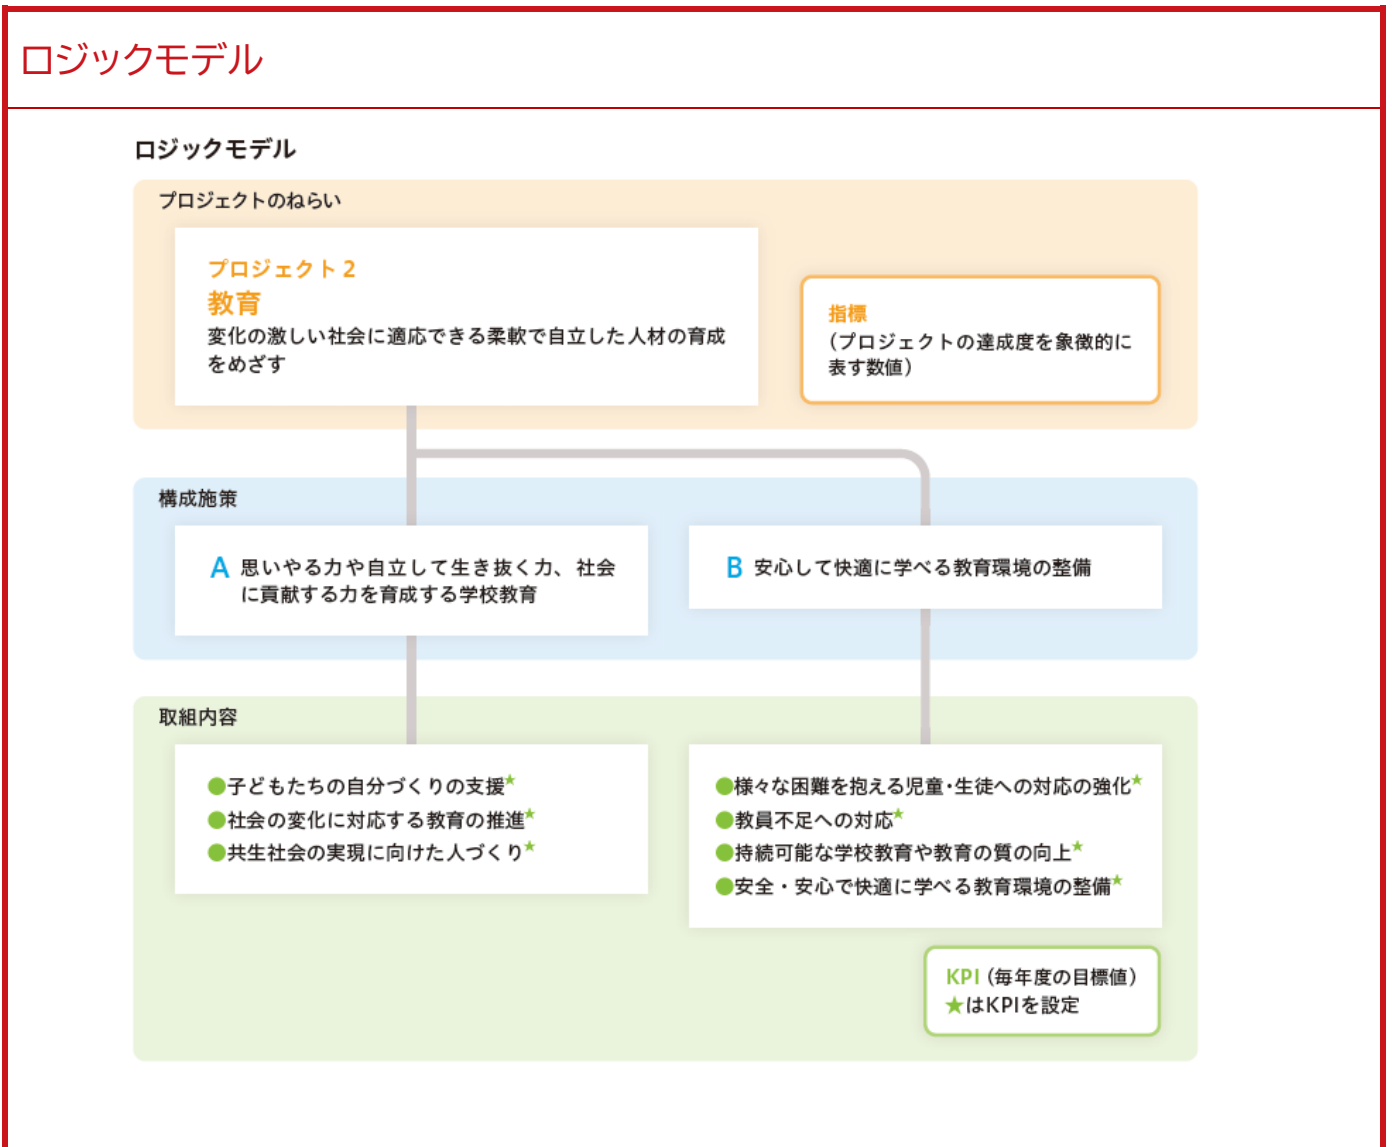 ロジックモデル
ロジックモデル
プロジェクトのねらい
プロジェクト 2
教育
変化の激しい社会に適応できる柔軟で自立した人材の育成
をめざす
指標
（プロジェクトの達成度を象徴的に
表す数値）
構成施策
A 思いやる力や自立して生き抜く力、社会
に貢献する力を育成する学校教育
B 安心して快適に学べる教育環境の整備
取組内容
●子どもたちの自分づくりの支援★
●社会の変化に対応する教育の推進★
●共生社会の実現に向けた人づくり★
●様々な困難を抱える児童・生徒への対応の強化★
●教員不足への対応★
●持続可能な学校教育や教育の質の向上★
●安全・安心で快適に学べる教育環境の整備★
KPI（毎年度の目標値）
★はKPIを設定